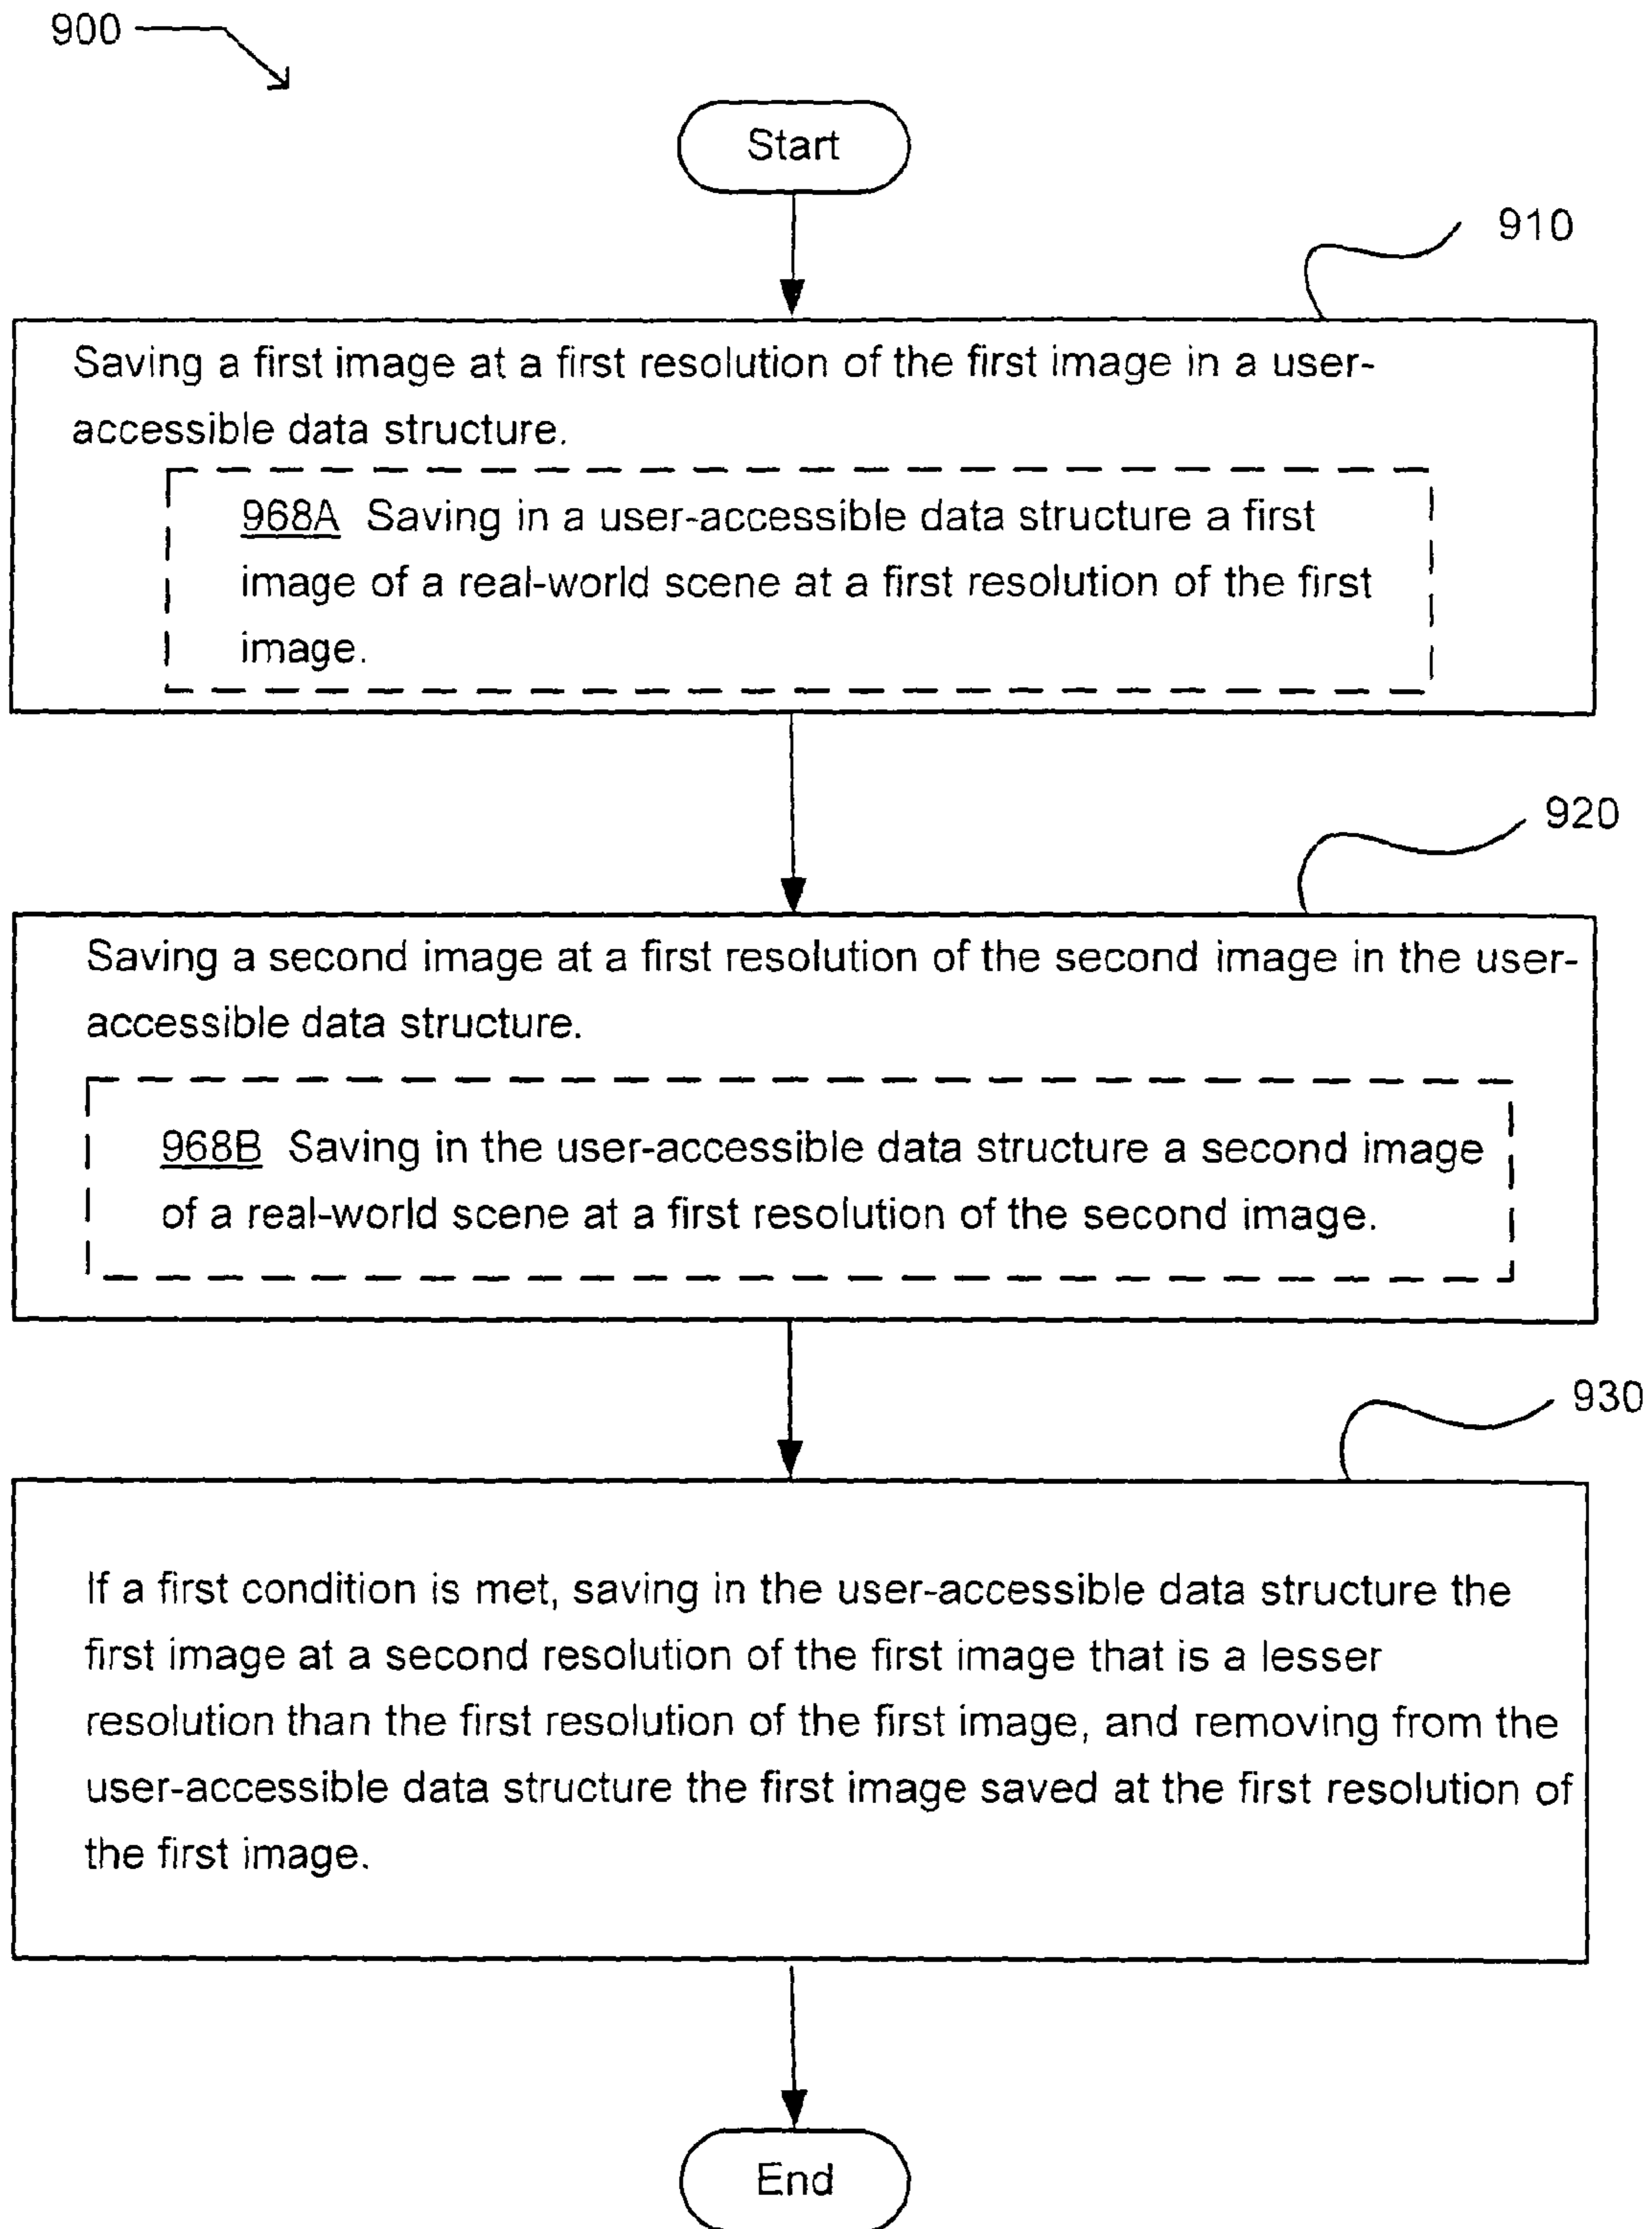 900
Start
910
Saving a first image at a first resolution of the first image in a user-
accessible data structure.
968A Saving in a user-accessible data structure a first
image of a real-world scene at a first resolution of the first
image.
920
Saving a second image at a first resolution of the second image in the user-
accessible data structure.
968B Saving in the user-accessible data structure a second image
of a real-world scene at a first resolution of the second image.
930
If a first condition is met, saving in the user-accessible data structure the
first image at a second resolution of the first image that is a lesser
resolution than the first resolution of the first image, and removing from the
user-accessible data structure the first image saved at the first resolution of
the first image.
End